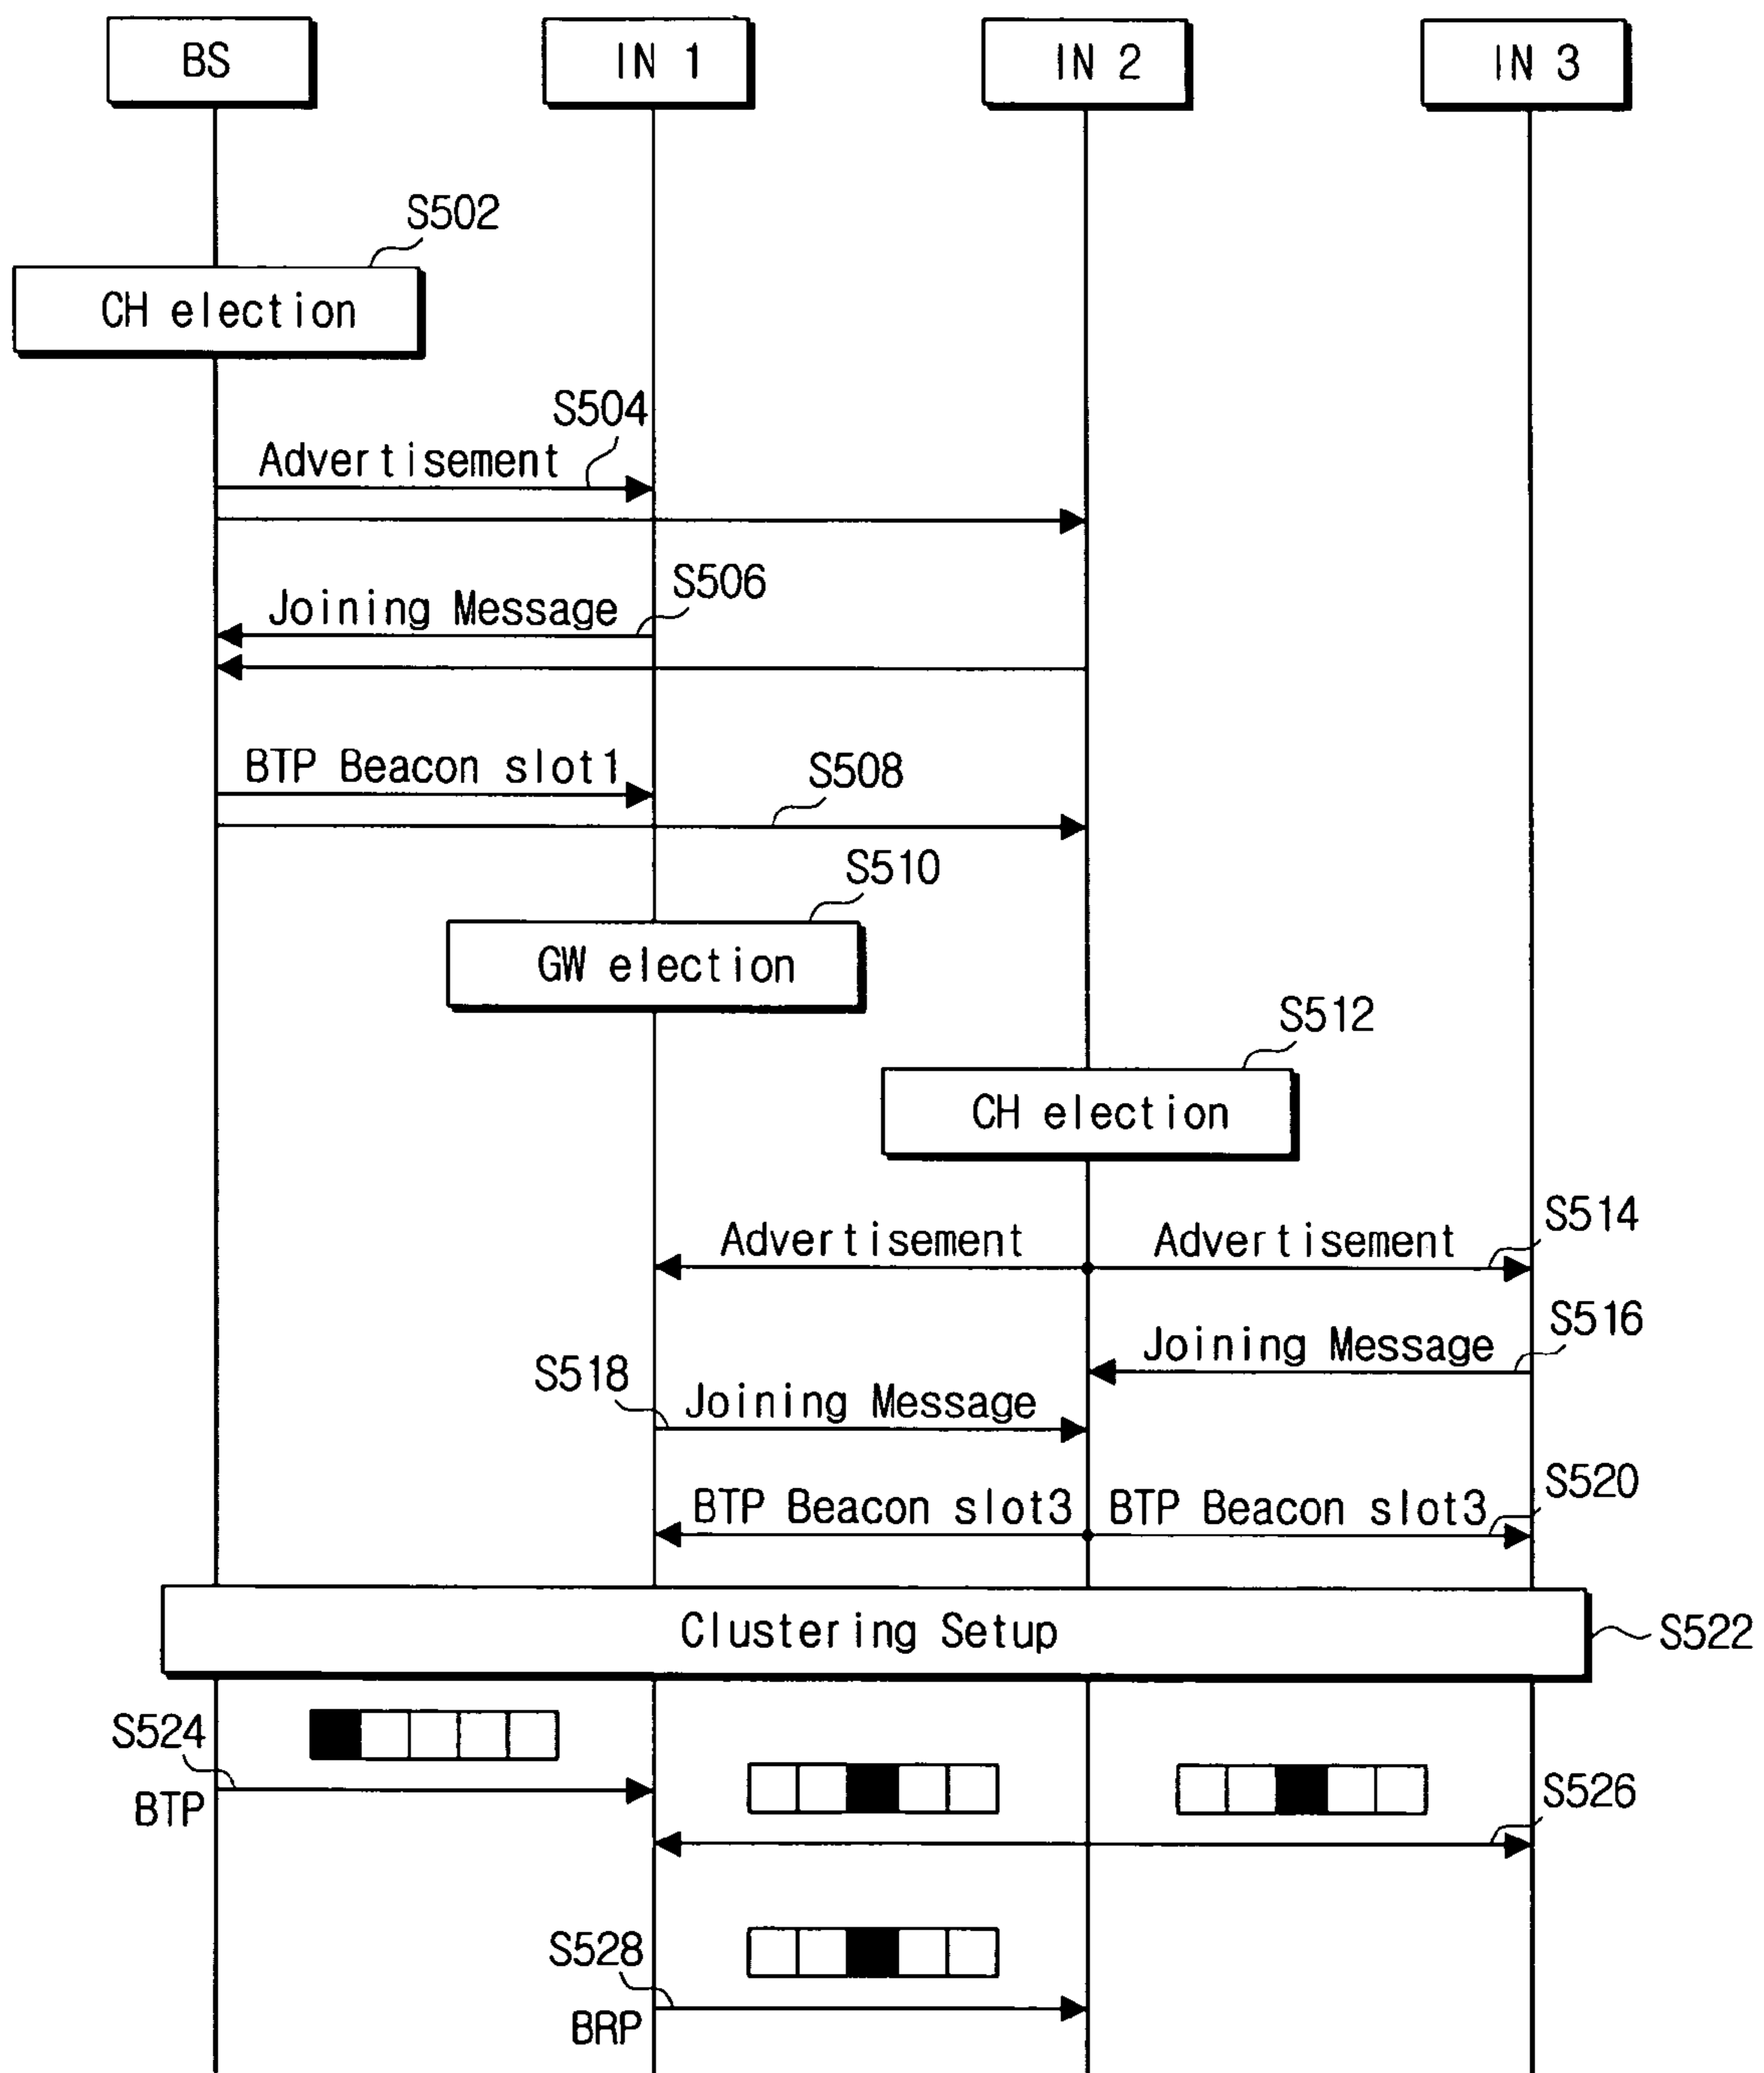 BS
IN 1
IN 2
IN 3
S502
CH election
S504
Advertisement
S506
Joining Message
BTP Beacon slot1
S508
S510
GW election
S512
CH election
S514
Advertisement
Advertisement
S516
Joining Message
S518
Joining Message
S520
BTP Beacon slot3
BTP Beacon slot3
Clustering Setup
S522
S524
BTP
S526
S528
BRP